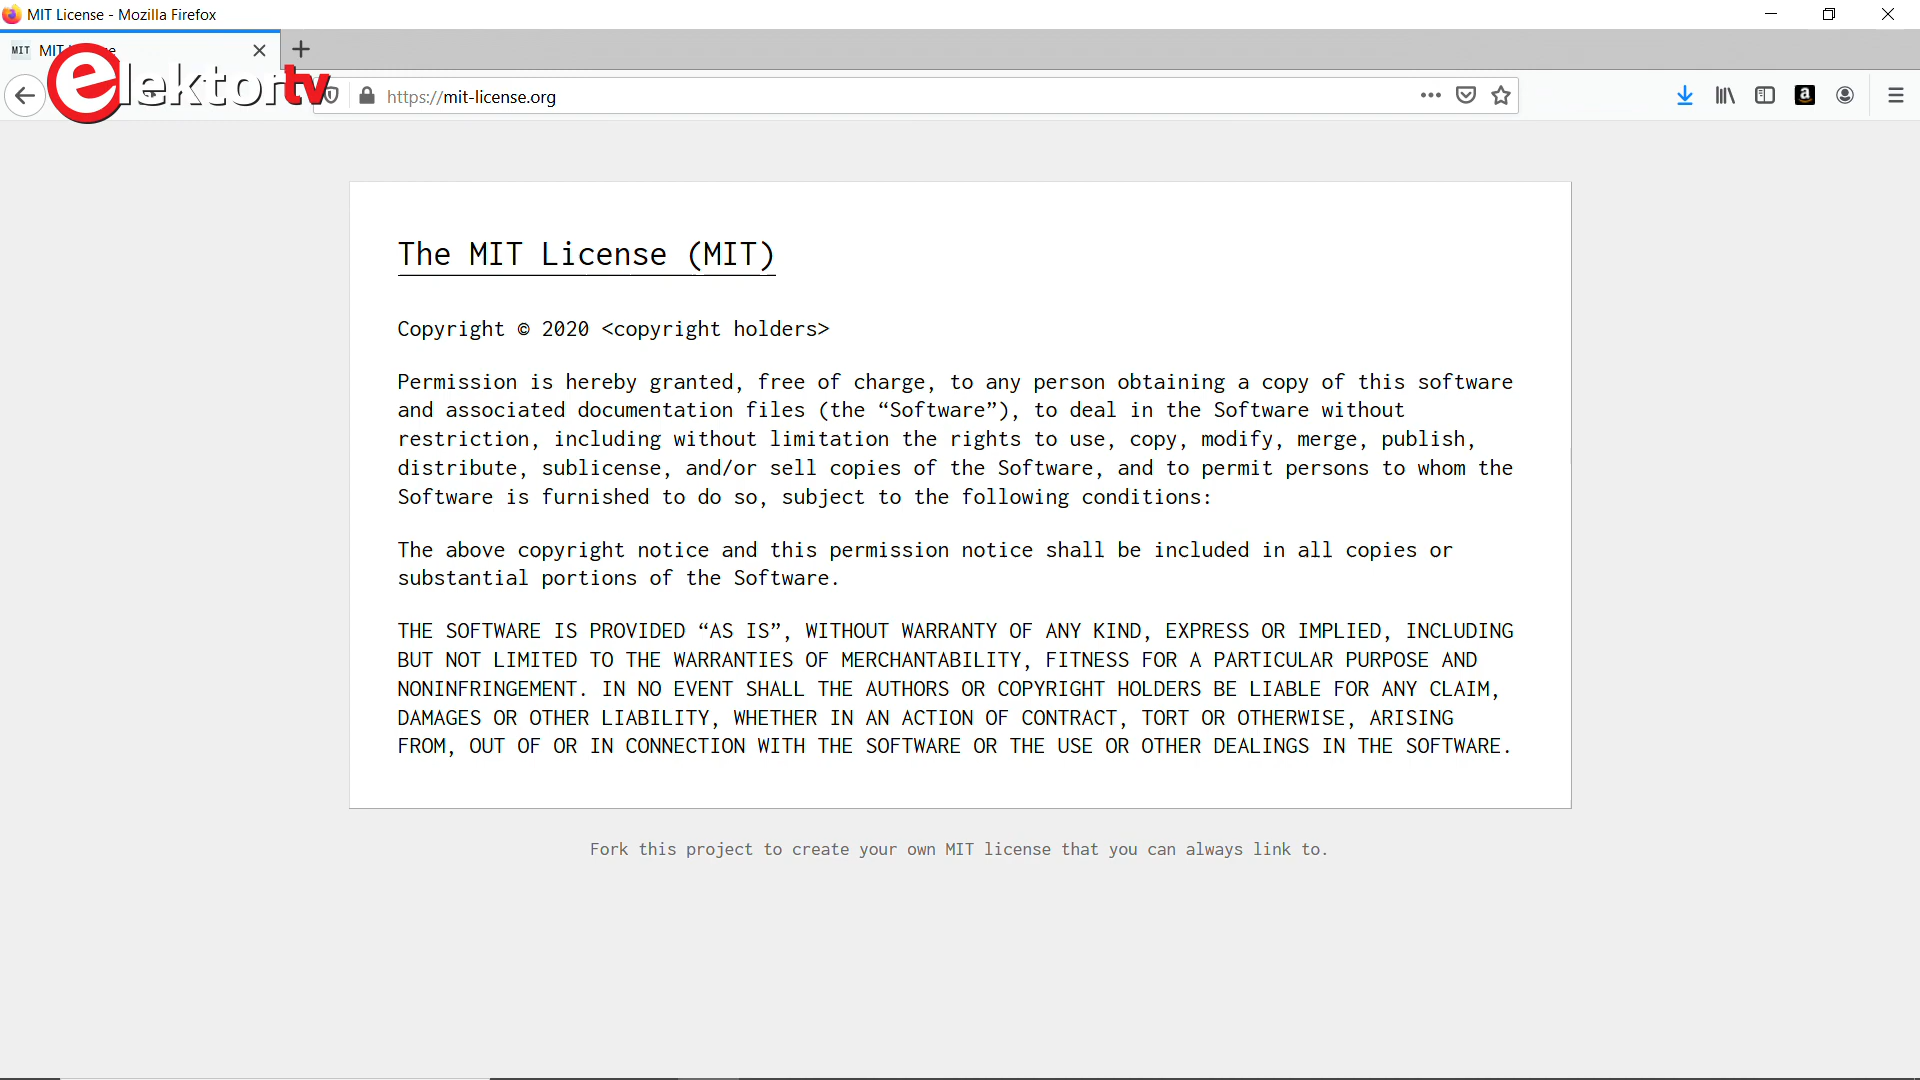 MIT License - Mozilla Firefox
MIT
elektortv
https://mit-license.org
The MIT License (MIT)
Copyright © 2020 <copyright holders>
Permission is hereby granted, free of charge, to any person obtaining a copy of this software
and associated documentation files (the “Software”), to deal in the Software without
restriction, including without limitation the rights to use, copy, modify, merge, publish,
distribute, sublicense, and/or sell copies of the Software, and to permit persons to whom the
Software is furnished to do so, subject to the following conditions:
The above copyright notice and this permission notice shall be included in all copies or
substantial portions of the Software.
THE SOFTWARE IS PROVIDED “AS IS”, WITHOUT WARRANTY OF ANY KIND, EXPRESS OR IMPLIED, INCLUDING
BUT NOT LIMITED TO THE WARRANTIES OF MERCHANTABILITY, FITNESS FOR A PARTICULAR PURPOSE AND
NONINFRINGEMENT. IN NO EVENT SHALL THE AUTHORS OR COPYRIGHT HOLDERS BE LIABLE FOR ANY CLAIM,
DAMAGES OR OTHER LIABILITY, WHETHER IN AN ACTION OF CONTRACT, TORT OR OTHERWISE, ARISING
FROM, OUT OF OR IN CONNECTION WITH THE SOFTWARE OR THE USE OR OTHER DEALINGS IN THE SOFTWARE.
Fork this project to create your own MIT license that you can always link to.